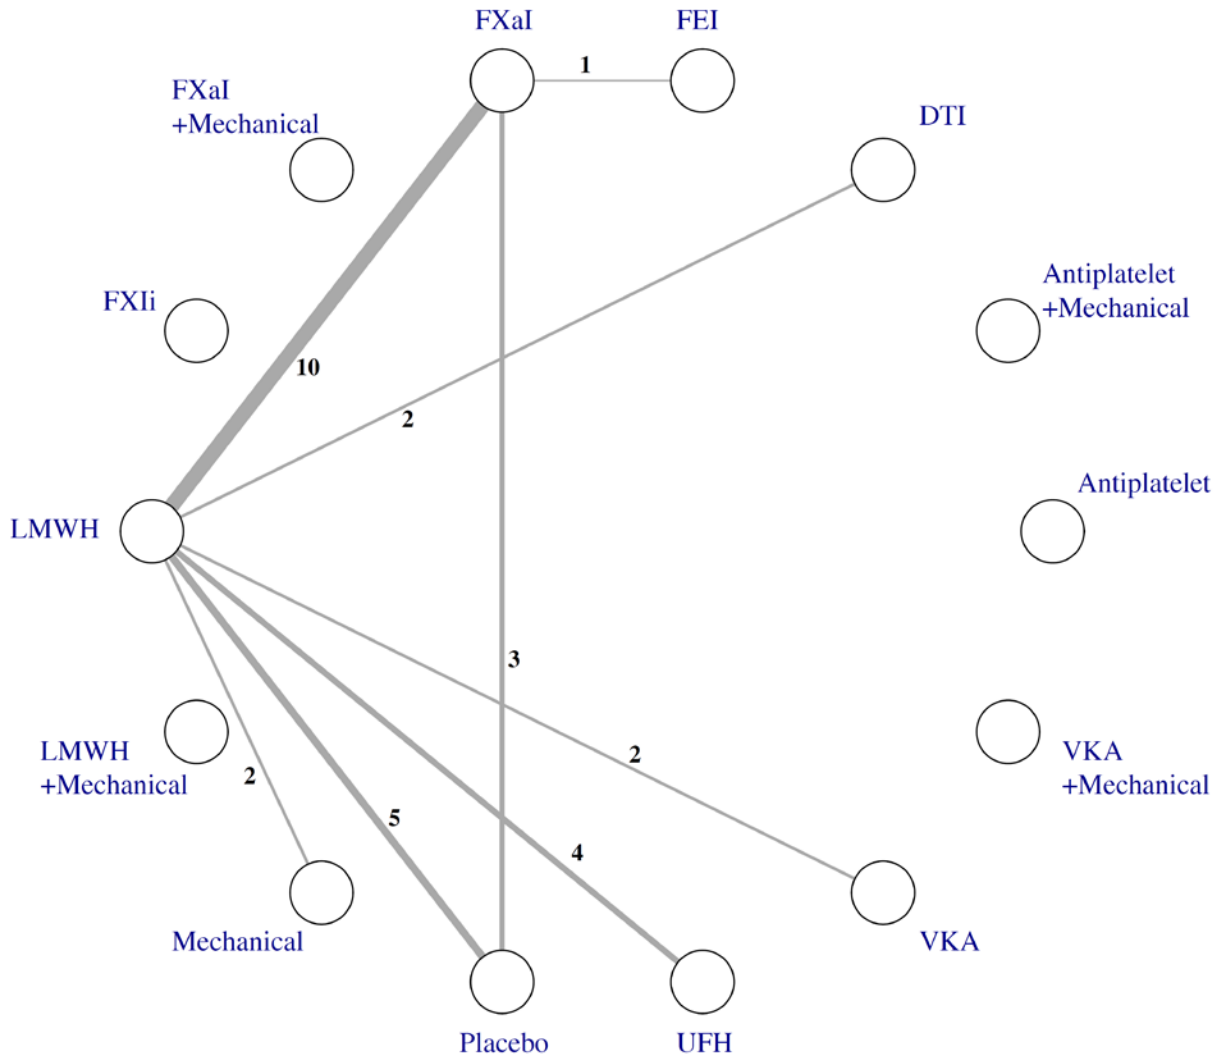 FXaI
FEI
1
FXaI
+Mechanical
DTI
Antiplatelet
+Mechanical
FXIi
10
2
Antiplatelet
LMWH
3
LMWH
+Mechanical
2
2
VKA
+Mechanical
5
4
Mechanical
VKA
Placebo
UFH